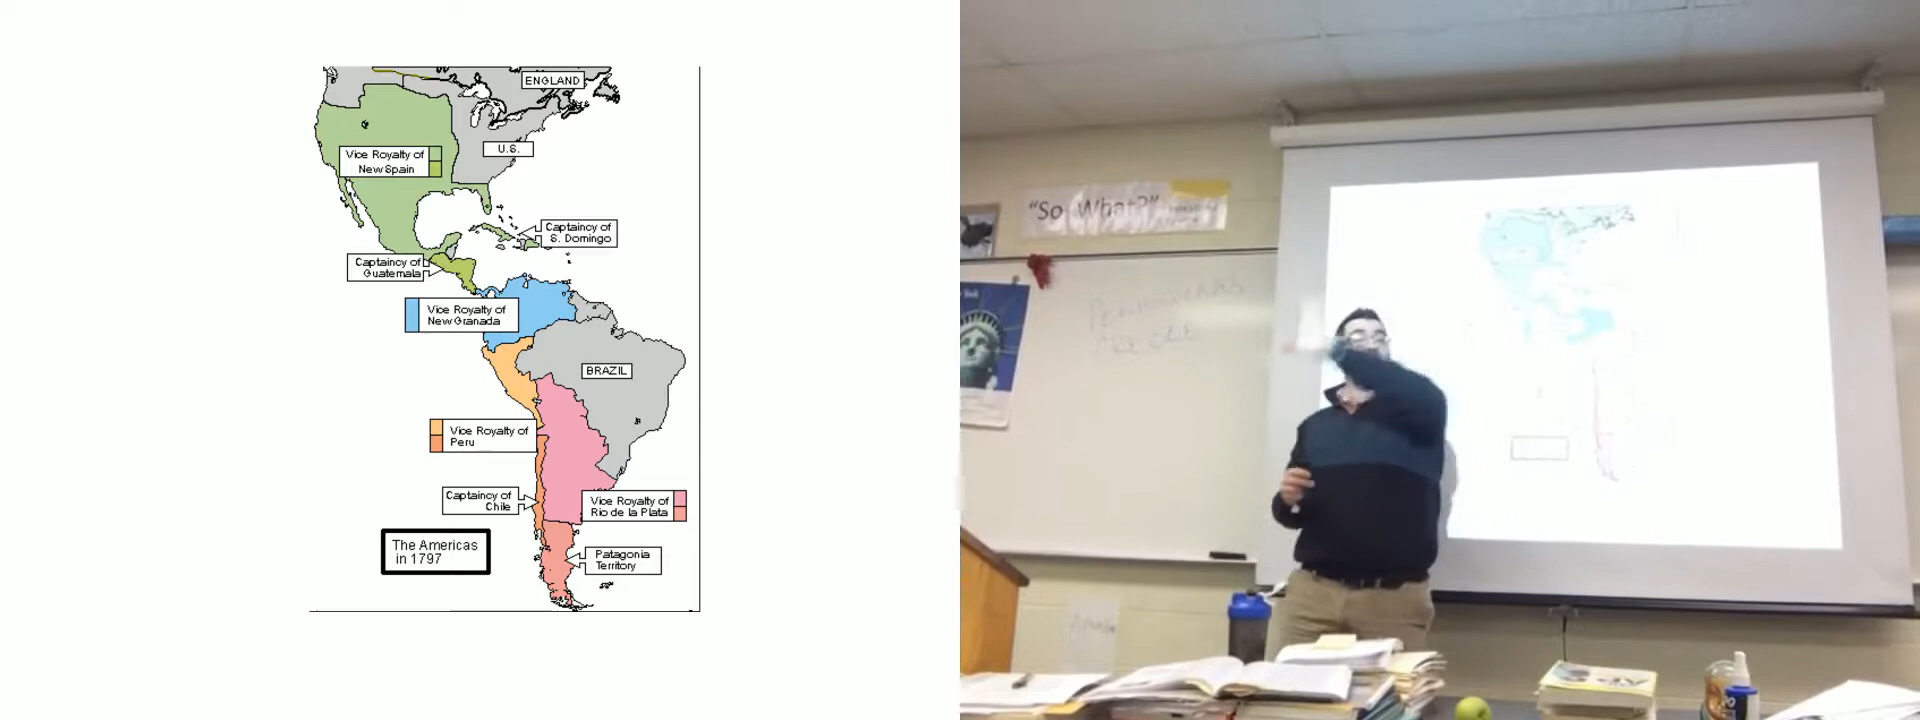 ENGLAND
U.S.
Vice Royalty of
New Spain
Captaincy of
S. Domingo
Captaincy of
Guatemala
Vice Royalty of
New Granada
BRAZIL
Vice Royalty of
Peru
Captaincy of
Chile
Vice Royalty of
Rio de la Plata
The Americas
in 1797
Patagonia
Territory
"So What?"